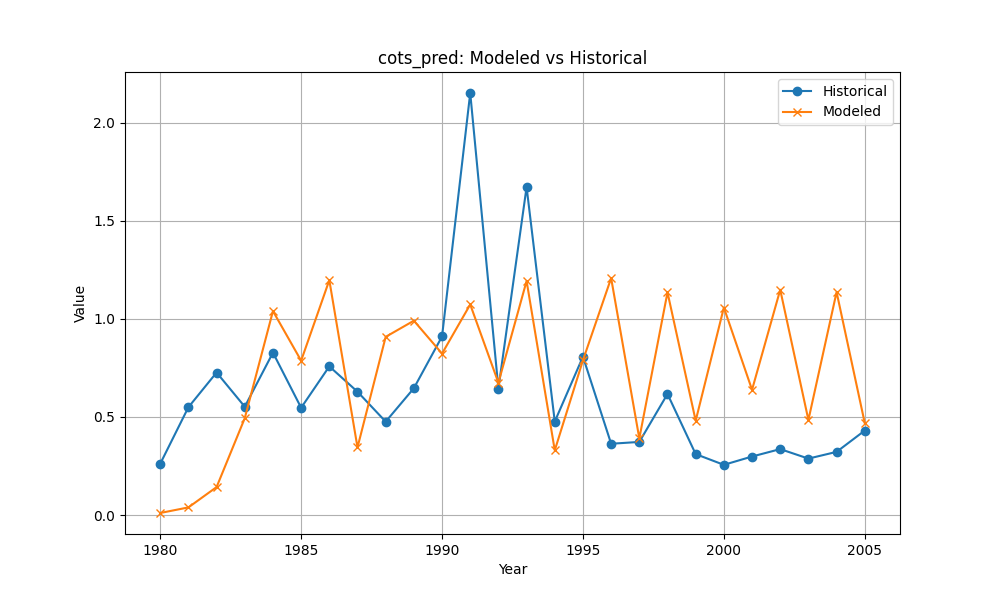 cots_pred: Modeled vs Historical
Historical
Modeled
Value
2.0
1.5
1.0
0.5
0.0
1980 1985 1990 1995 2000 2005
Year